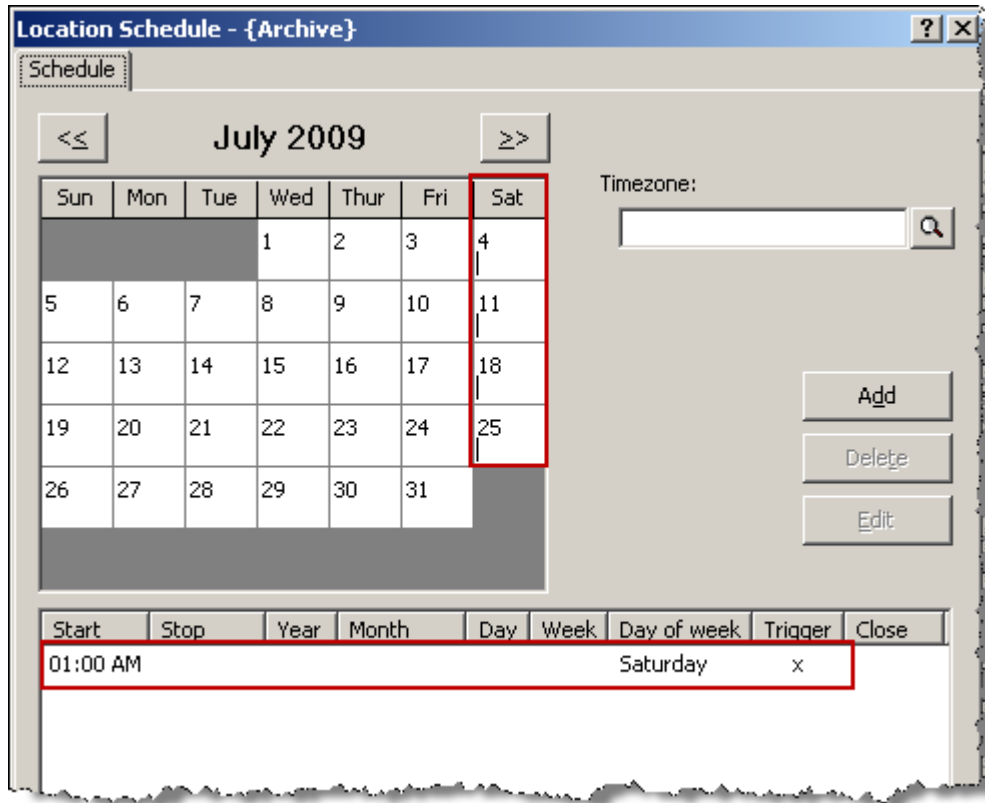 Location Schedule - {Archive} ? X
Schedule
<< July 2009 >>
Timezone:
Sun Mon Tue Wed Thur Fri Sat
1 2 3 4
5 6 7 8 9 10 11
12 13 14 15 16 17 18
Add
19 20 21 22 23 24 25
Delete
26 27 28 29 30 31
Edit
Start Stop Year Month Day Week Day of week Trigger Close
01:00 AM Saturday x